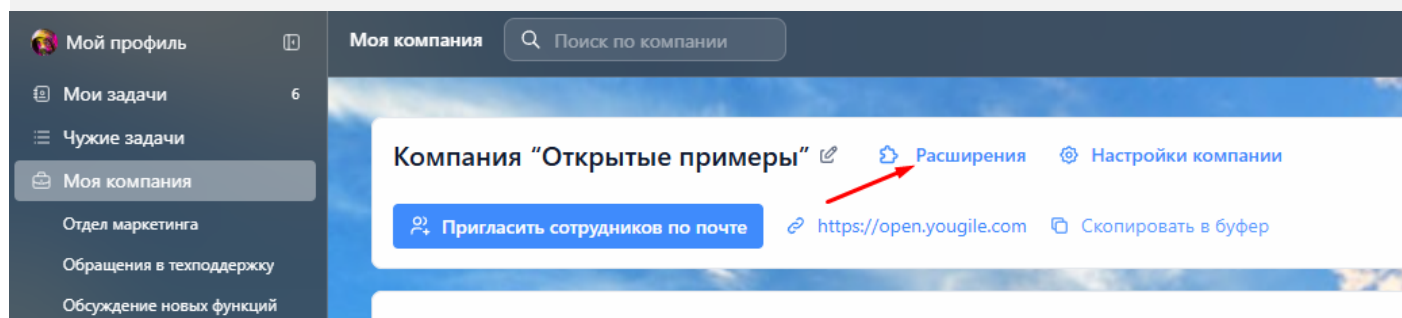 Мой профиль
Мои задачи 6
Чужие задачи
Моя компания
Отдел маркетинга
Обращения в техподдержку
Обсуждение новых функций
Моя компания Поиск по компании
Компания “Открытые примеры” Расширения Настройки компании
Пригласить сотрудников по почте https://open.yougile.com Скопировать в буфер